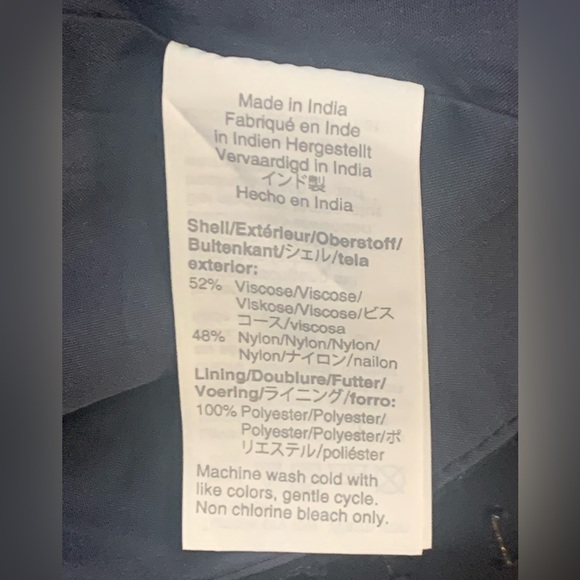 Made in India
Fabriqué en Inde
in Indien Hergestellt
Vervaardigd in India
インド製
Hecho en India
Shell/Extérieur/Oberstoff/
Buitenkant/シェル/tela
exterior:
52% Viscose/Viscose/
Viskose/Viscose/ビス
コース/viscosa
48% Nylon/Nylon/Nylon/
Nylon/ナイロン/nailon
Lining/Doublure/Futter/
Voering/ライニング/forro:
100% Polyester/Polyester/
Polyester/Polyester/ポ
リエステル/poliéster
Machine wash cold with
like colors, gentle cycle.
Non chlorine bleach only.